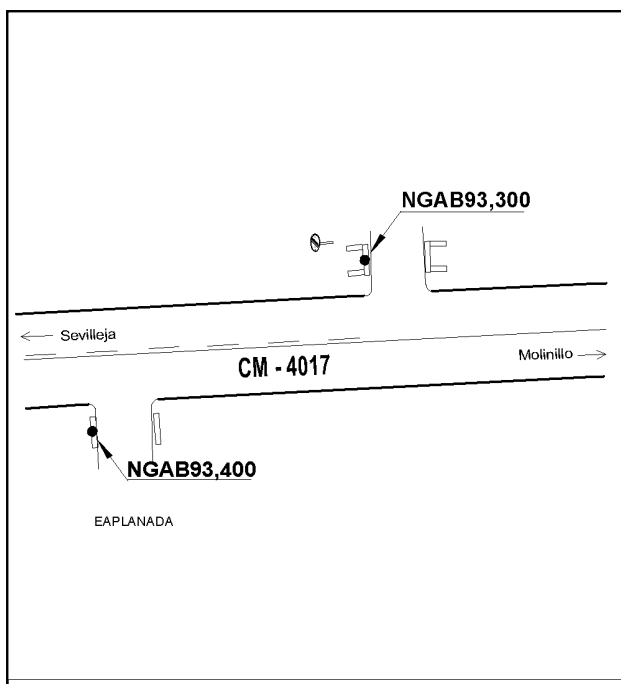 NGAB93,300
Sevilleja
CM - 4017
Molinillo
NGAB93,400
EAPLANADA